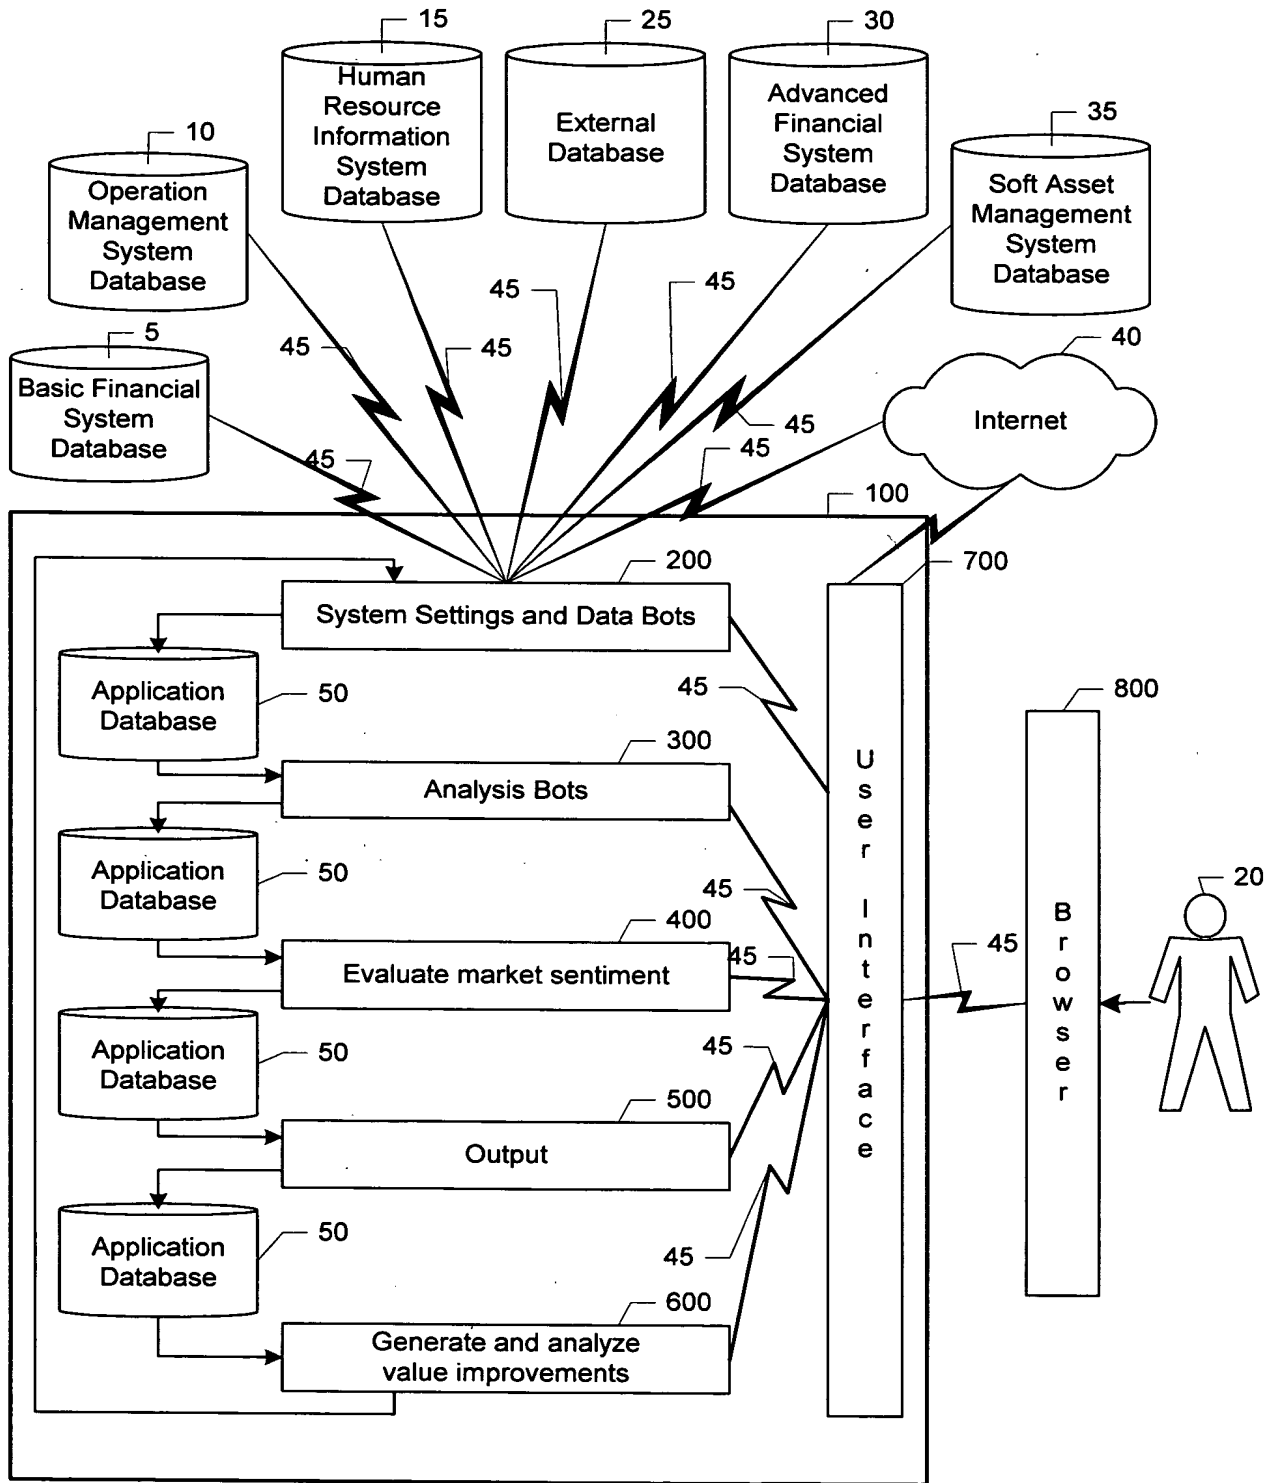 15
25
30
Human
Resource
Information
System
Database
External
Database
Advanced
Financial
System
Database
35
10
Operation
Management
System
Database
Soft Asset
Management
System
Database
5
Basic Financial
System
Database
45
45
45
45
45
45
45
40
Internet
100
200
700
System Settings and Data Bots
Application
Database
50
45
800
300
Analysis Bots
Application
Database
50
45
400
Evaluate market sentiment
45
User Interface
Browser
20
45
Application
Database
50
45
500
Output
Application
Database
50
45
600
Generate and analyze
value improvements